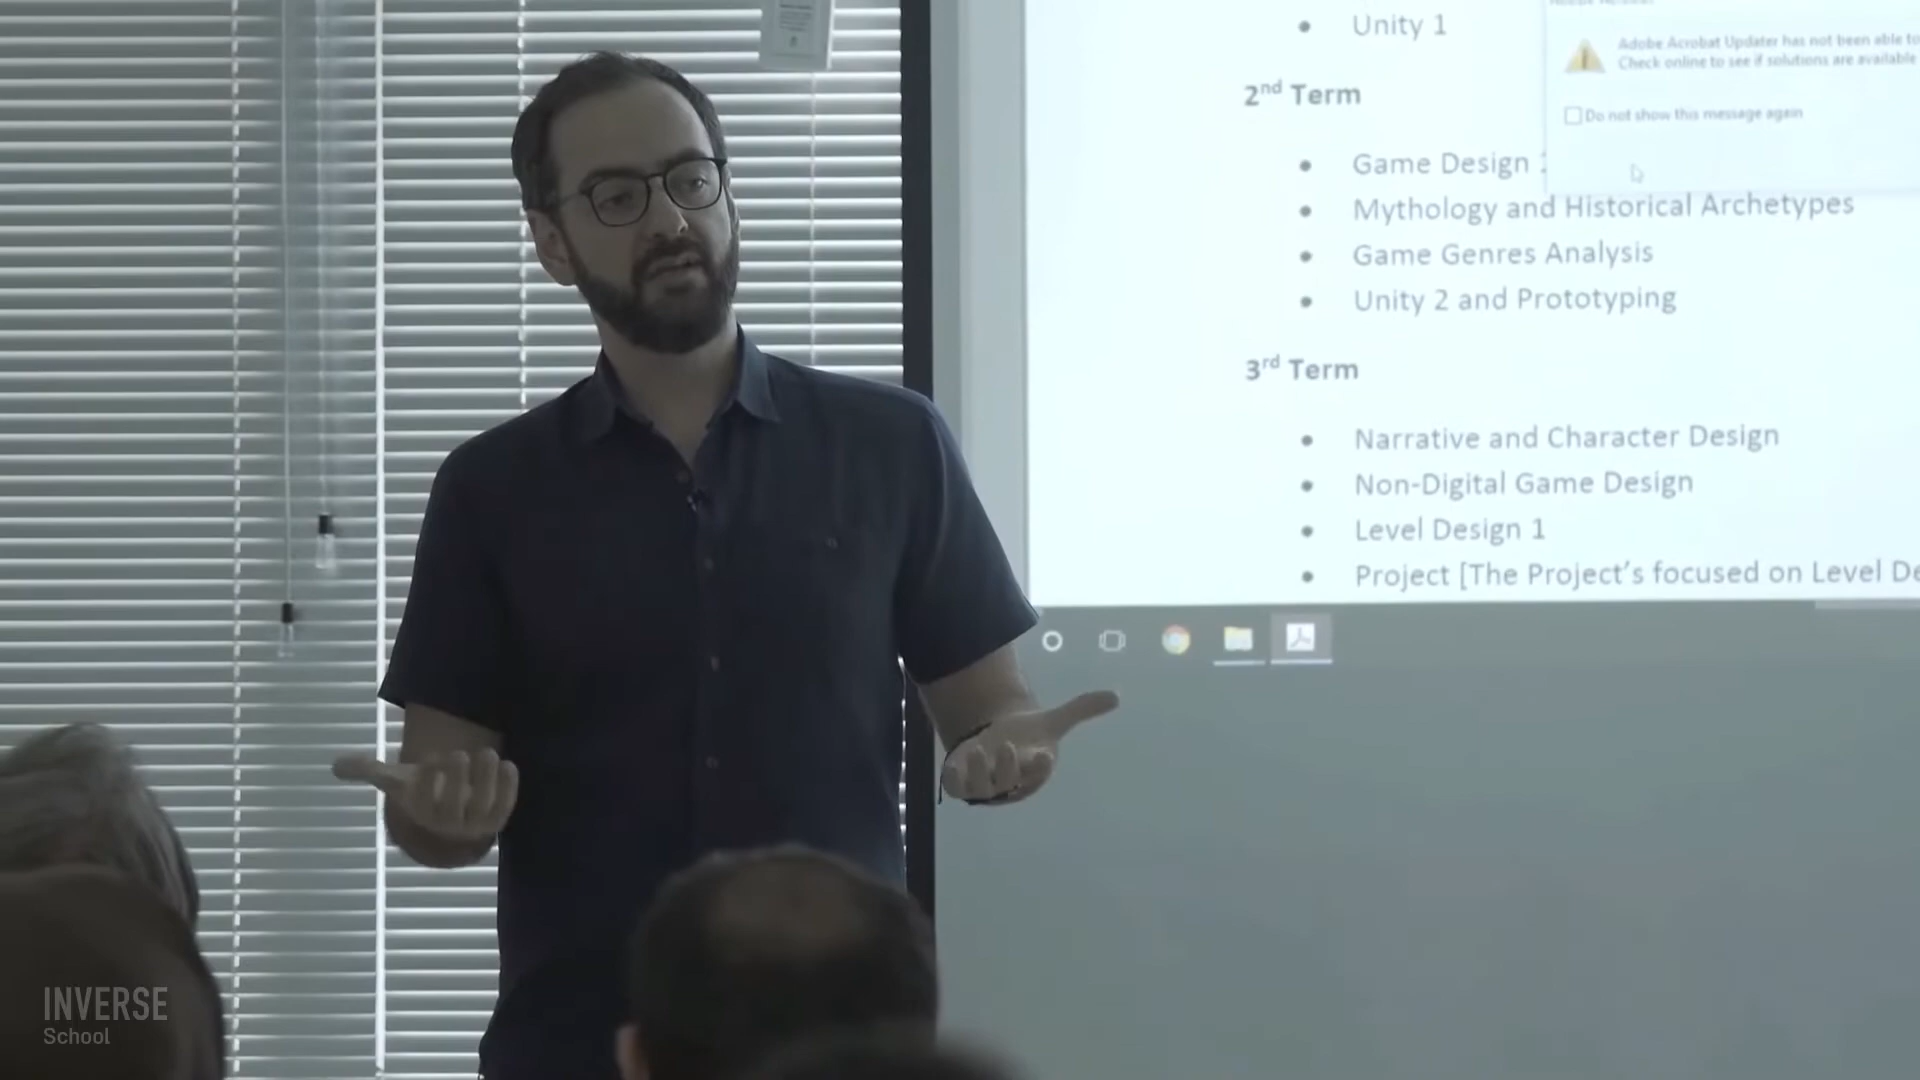 Unity 1
Adobe Acrobat Updater has not been able to
Check online to see if solutions are available
Do not show this message again
2nd Term
Game Design
Mythology and Historical Archetypes
Game Genres Analysis
Unity 2 and Prototyping
3rd Term
Narrative and Character Design
Non-Digital Game Design
Level Design 1
Project [The Project's focused on Level De
INVERSE
School